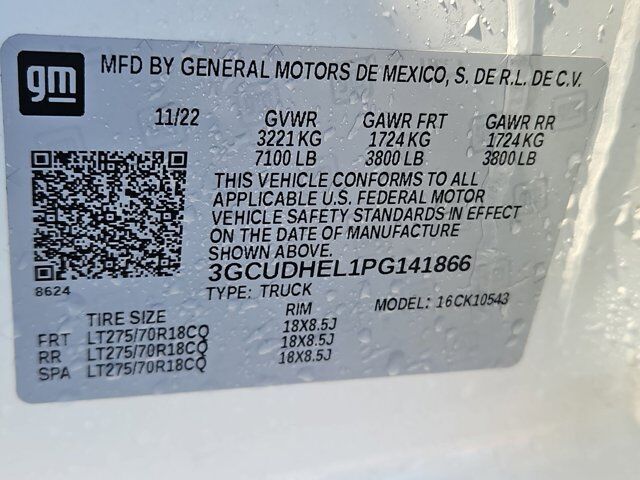 gm MFD BY GENERAL MOTORS DE MEXICO, S. DE R.L. DE C.V.
11/22 GVWR GAWR FRT GAWR RR
3221 KG 1724 KG 1724 KG
7100 LB 3800 LB 3800 LB
THIS VEHICLE CONFORMS TO ALL
APPLICABLE U.S. FEDERAL MOTOR
VEHICLE SAFETY STANDARDS IN EFFECT
ON THE DATE OF MANUFACTURE
SHOWN ABOVE.
3GCUDHEL1PG141866
8624 TYPE: TRUCK MODEL: 16CK10543
TIRE SIZE RIM
FRT LT275/70R18CQ 18X8.5J
RR LT275/70R18CQ 18X8.5J
SPA LT275/70R18CQ 18X8.5J